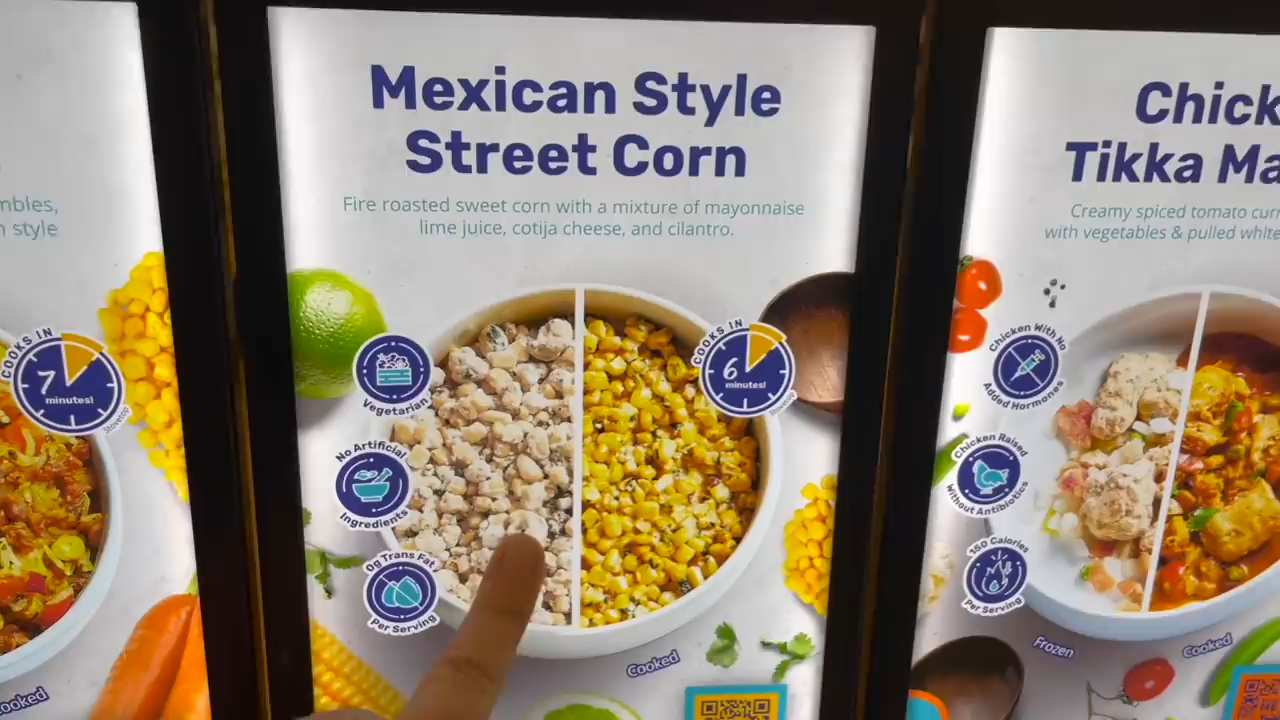 mbles,
n style
COOKS IN
7
minutes!
Stovetop
Cooked
Mexican Style
Street Corn
Fire roasted sweet corn with a mixture of mayonnaise
lime juice, cotija cheese, and cilantro.
Vegetarian
No Artificial
Ingredients
0g Trans Fat
Per Serving
COOKS IN
6
minutes!
Stovetop
Cooked
Chick
Tikka Ma
Creamy spiced tomato cur
with vegetables & pulled white
Chicken With No
Added Hormones
Chicken Raised
Without Antibiotics
150 Calories
Per Serving
Frozen
Cooked